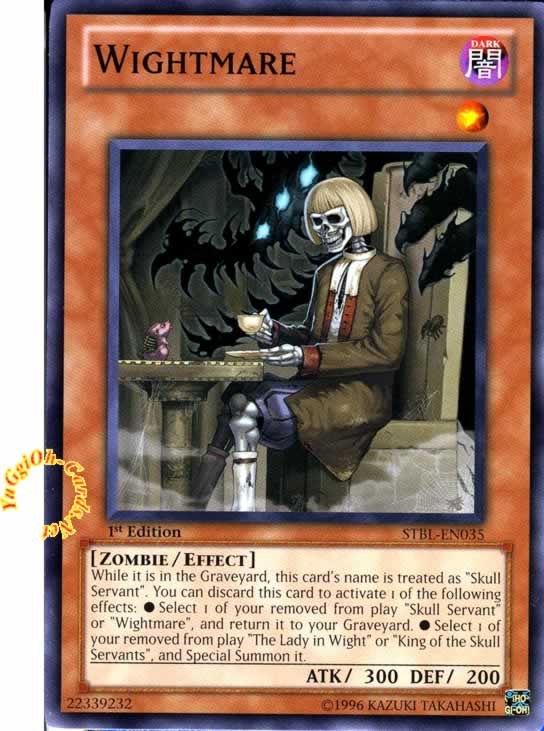 WIGHTMARE
DARK
闇
YuGgiOh-Cards.Net
1st Edition
STBL-EN035
[ZOMBIE/EFFECT]
While it is in the Graveyard, this card's name is treated as "Skull
Servant". You can discard this card to activate 1 of the following
effects: ●Select 1 of your removed from play "Skull Servant"
or "Wightmare", and return it to your Graveyard. ●Select 1 of
your removed from play "The Lady in Wight" or "King of the Skull
Servants", and Special Summon it.
ATK/ 300 DEF/ 200
22339232
©1996 KAZUKI TAKAHASHI